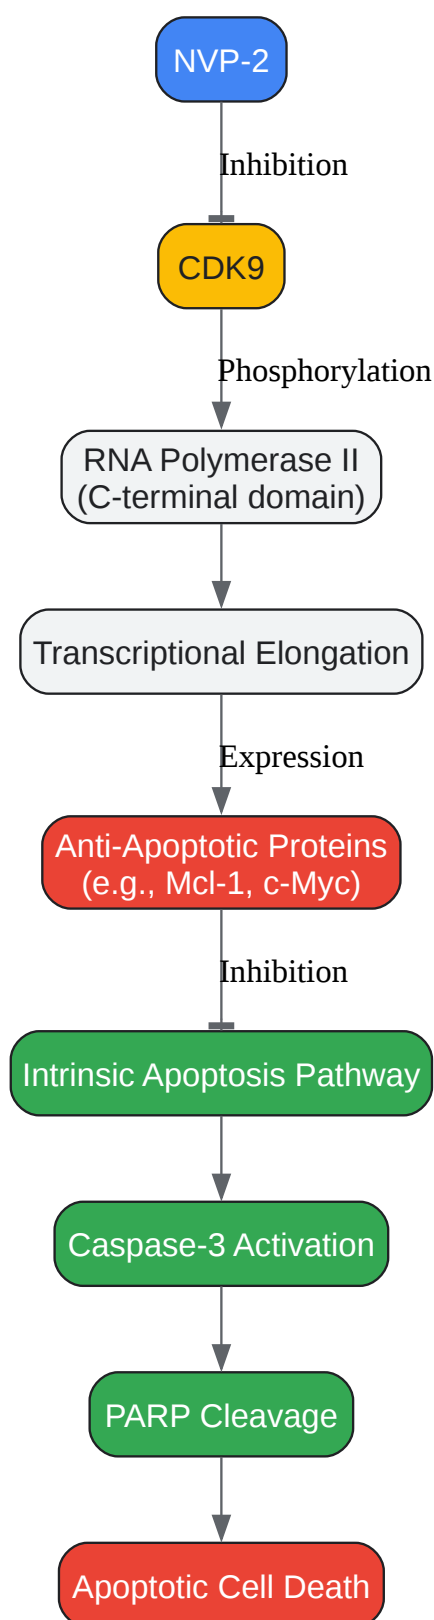 NVP-2
Inhibition
CDK9
Phosphorylation
RNA Polymerase II
(C-terminal domain)
Transcriptional Elongation
Expression
Anti-Apoptotic Proteins
(e.g., Mcl-1, c-Myc)
Inhibition
Intrinsic Apoptosis Pathway
Caspase-3 Activation
PARP Cleavage
Apoptotic Cell Death